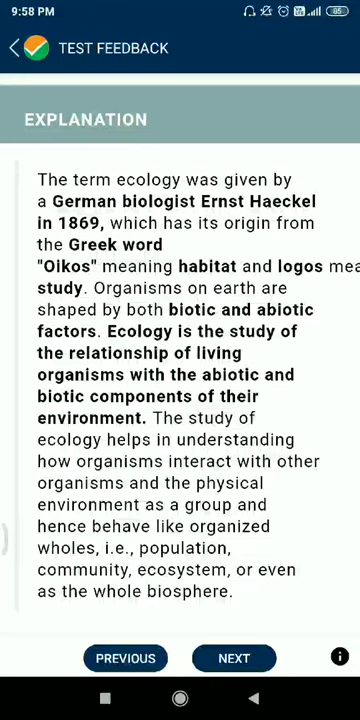 9:58 PM
85
TEST FEEDBACK
EXPLANATION
The term ecology was given by
a German biologist Ernst Haeckel
in 1869, which has its origin from
the Greek word
"Oikos" meaning habitat and logos mea
study. Organisms on earth are
shaped by both biotic and abiotic
factors. Ecology is the study of
the relationship of living
organisms with the abiotic and
biotic components of their
environment. The study of
ecology helps in understanding
how organisms interact with other
organisms and the physical
environment as a group and
hence behave like organized
wholes, i.e., population,
community, ecosystem, or even
as the whole biosphere.
PREVIOUS
NEXT